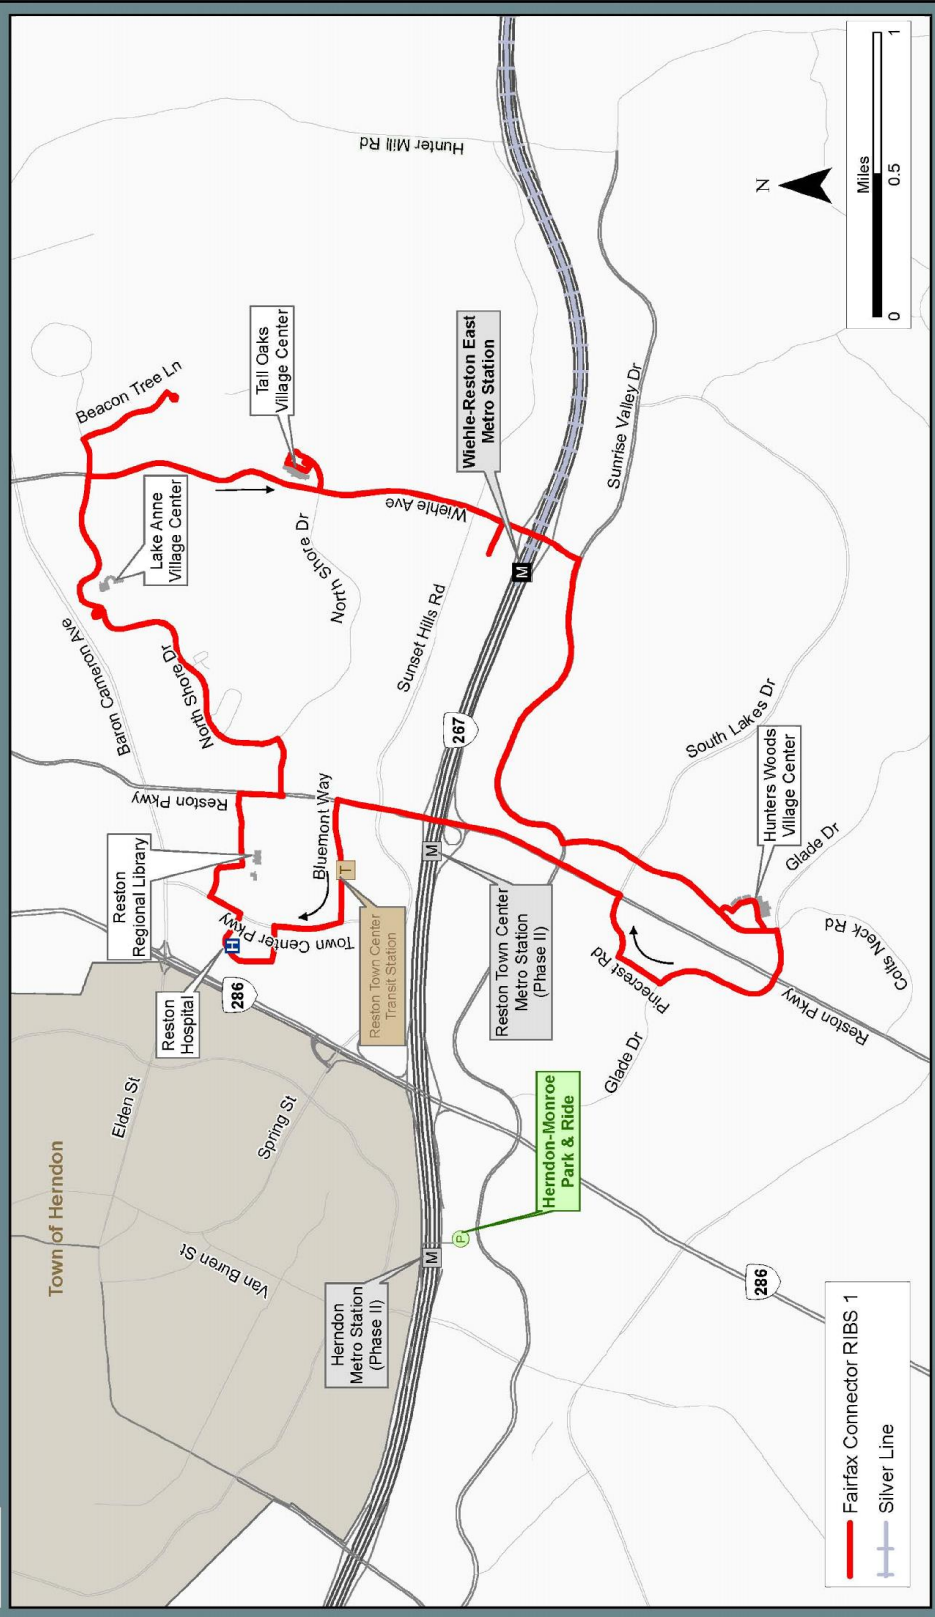 Town of Herndon
Elden St
Spring St
Van Buren St
Herndon
Metro Station
(Phase II)
M
P
Herndon-Monroe
Park & Ride
286
286
Reston
Hospital
H
Reston
Regional Library
Town Center Pkwy
Bluemont Way
T
Reston Town Center
Transit Station
M
Reston Town Center
Metro Station
(Phase II)
Glade Dr
Pinecrest Rd
Reston Pkwy
Colts Neck Rd
Glade Dr
Hunters Woods
Village Center
South Lakes Dr
Reston Pkwy
Baron Cameron Ave
North Shore Dr
Lake Anne
Village Center
North Shore Dr
Sunset Hills Rd
267
Wiehle Ave
M
Wiehle-Reston East
Metro Station
Tall Oaks
Village Center
Beacon Tree Ln
Sunrise Valley Dr
Hunter Mill Rd
N
Miles
0
0.5
1
Fairfax Connector RIBS 1
Silver Line